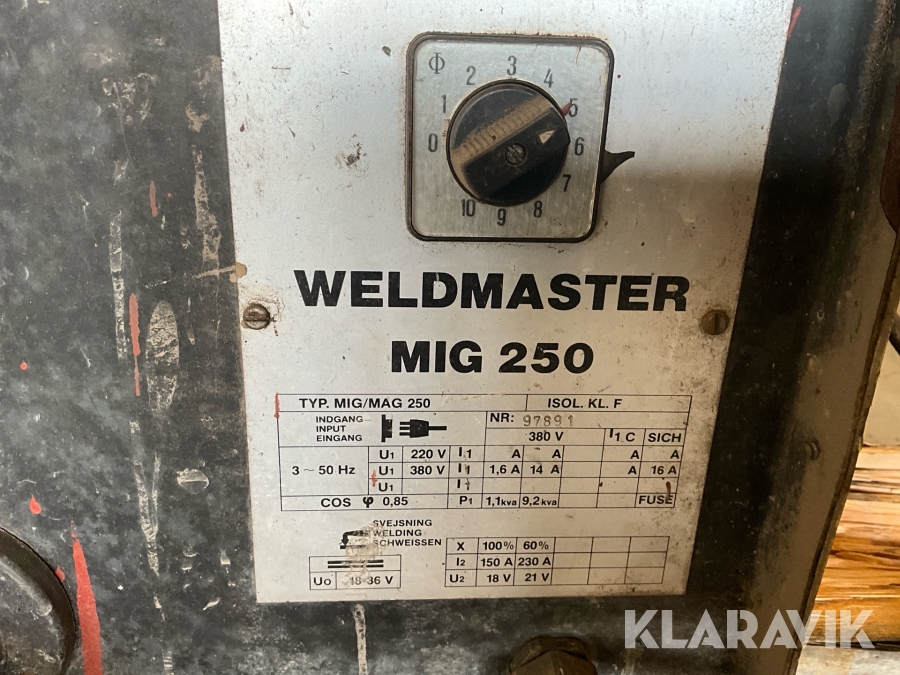 Φ
0 1 2 3 4 5 6 7 8 9 10
WELDMASTER
MIG 250
TYP. MIG/MAG 250 ISOL. KL. F
INDGANG
INPUT
EINGANG
NR: 97891
380 V I1 C SICH
3 ~ 50 Hz
U1 220 V I1 A A A A
U1 380 V I1 1,6 A 14 A A 16 A
U1 I1
COS φ 0,85 P1 1,1kva 9,2kva FUSE
SVEJSNING
WELDING
SCHWEISSEN
X 100% 60%
I2 150 A 230 A
U2 18 V 21 V
Uo 18-36 V
KLARAVIK